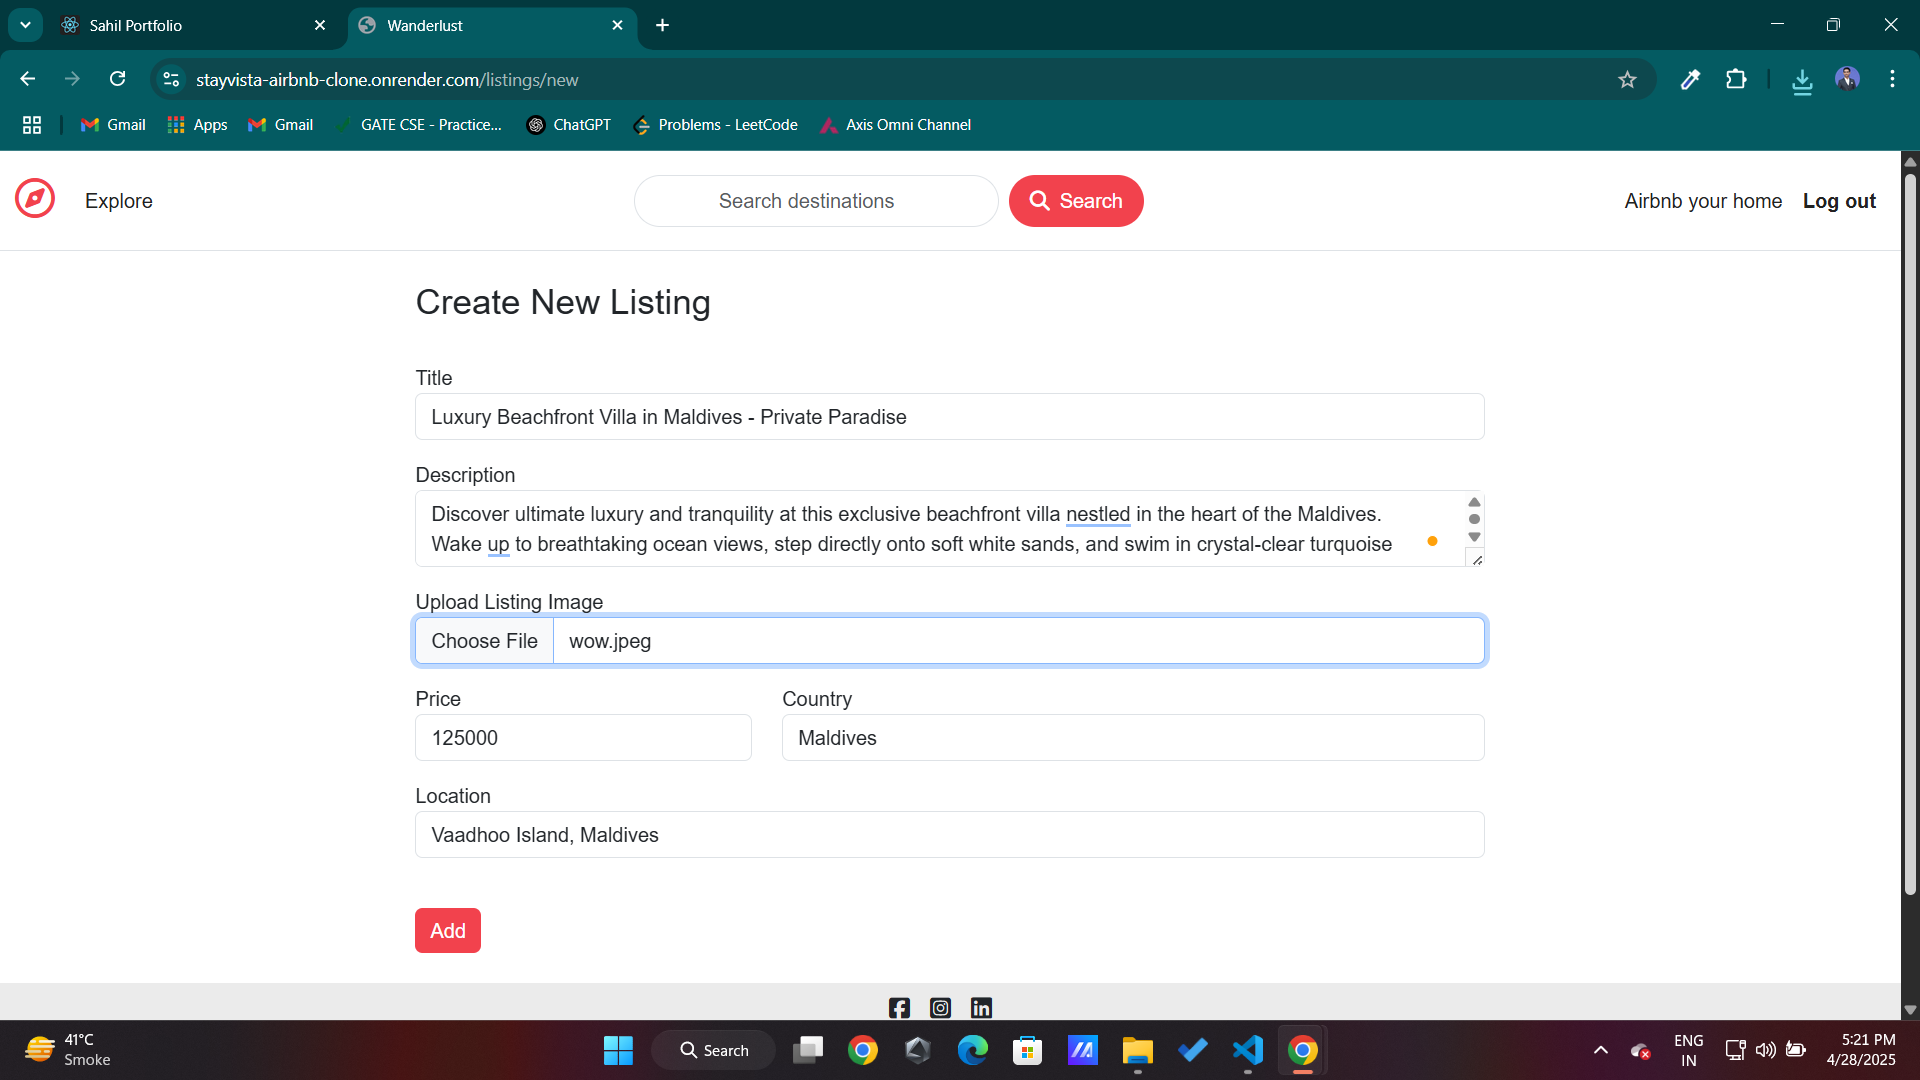 Sahil Portfolio
Wanderlust
stayvista-airbnb-clone.onrender.com/listings/new
Gmail
Apps
Gmail
GATE CSE - Practice...
ChatGPT
Problems - LeetCode
Axis Omni Channel
Explore
Search destinations
Search
Airbnb your home
Log out
Create New Listing
Title
Luxury Beachfront Villa in Maldives - Private Paradise
Description
Discover ultimate luxury and tranquility at this exclusive beachfront villa nestled in the heart of the Maldives.
Wake up to breathtaking ocean views, step directly onto soft white sands, and swim in crystal-clear turquoise
Upload Listing Image
Choose File
wow.jpeg
Price
Country
125000
Maldives
Location
Vaadhoo Island, Maldives
Add
41°C
Smoke
Search
ENG
IN
5:21 PM
4/28/2025